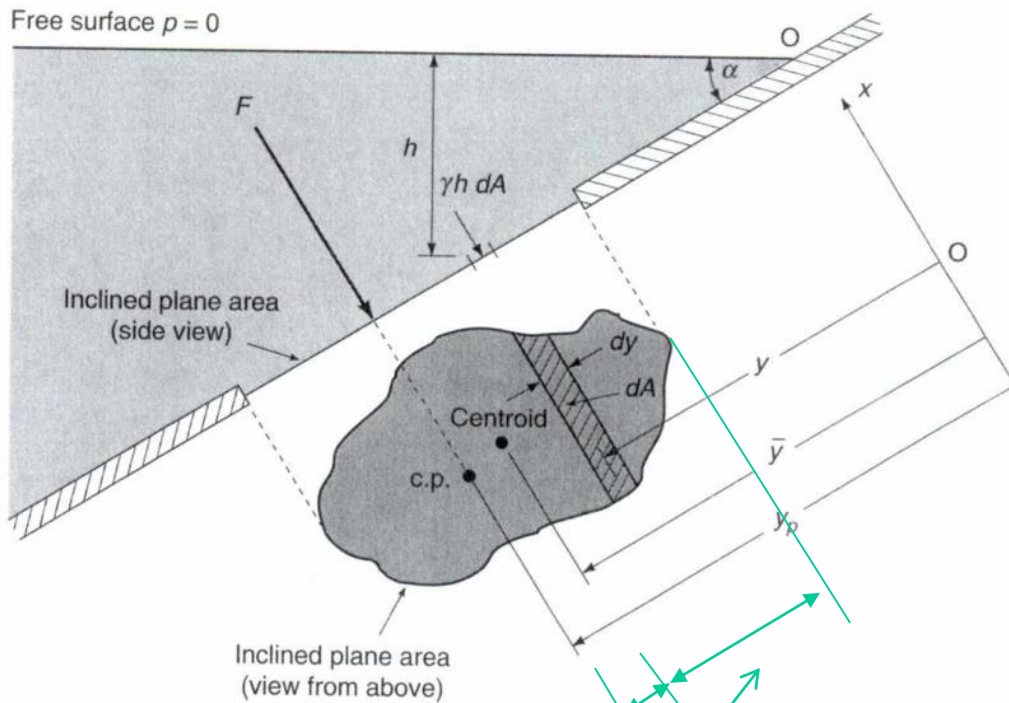 Free surface p = 0
O
α
x
F
h
γh dA
O
Inclined plane area
(side view)
dy
y
dA
Centroid
ȳ
c.p.
yₚ
Inclined plane area
(view from above)